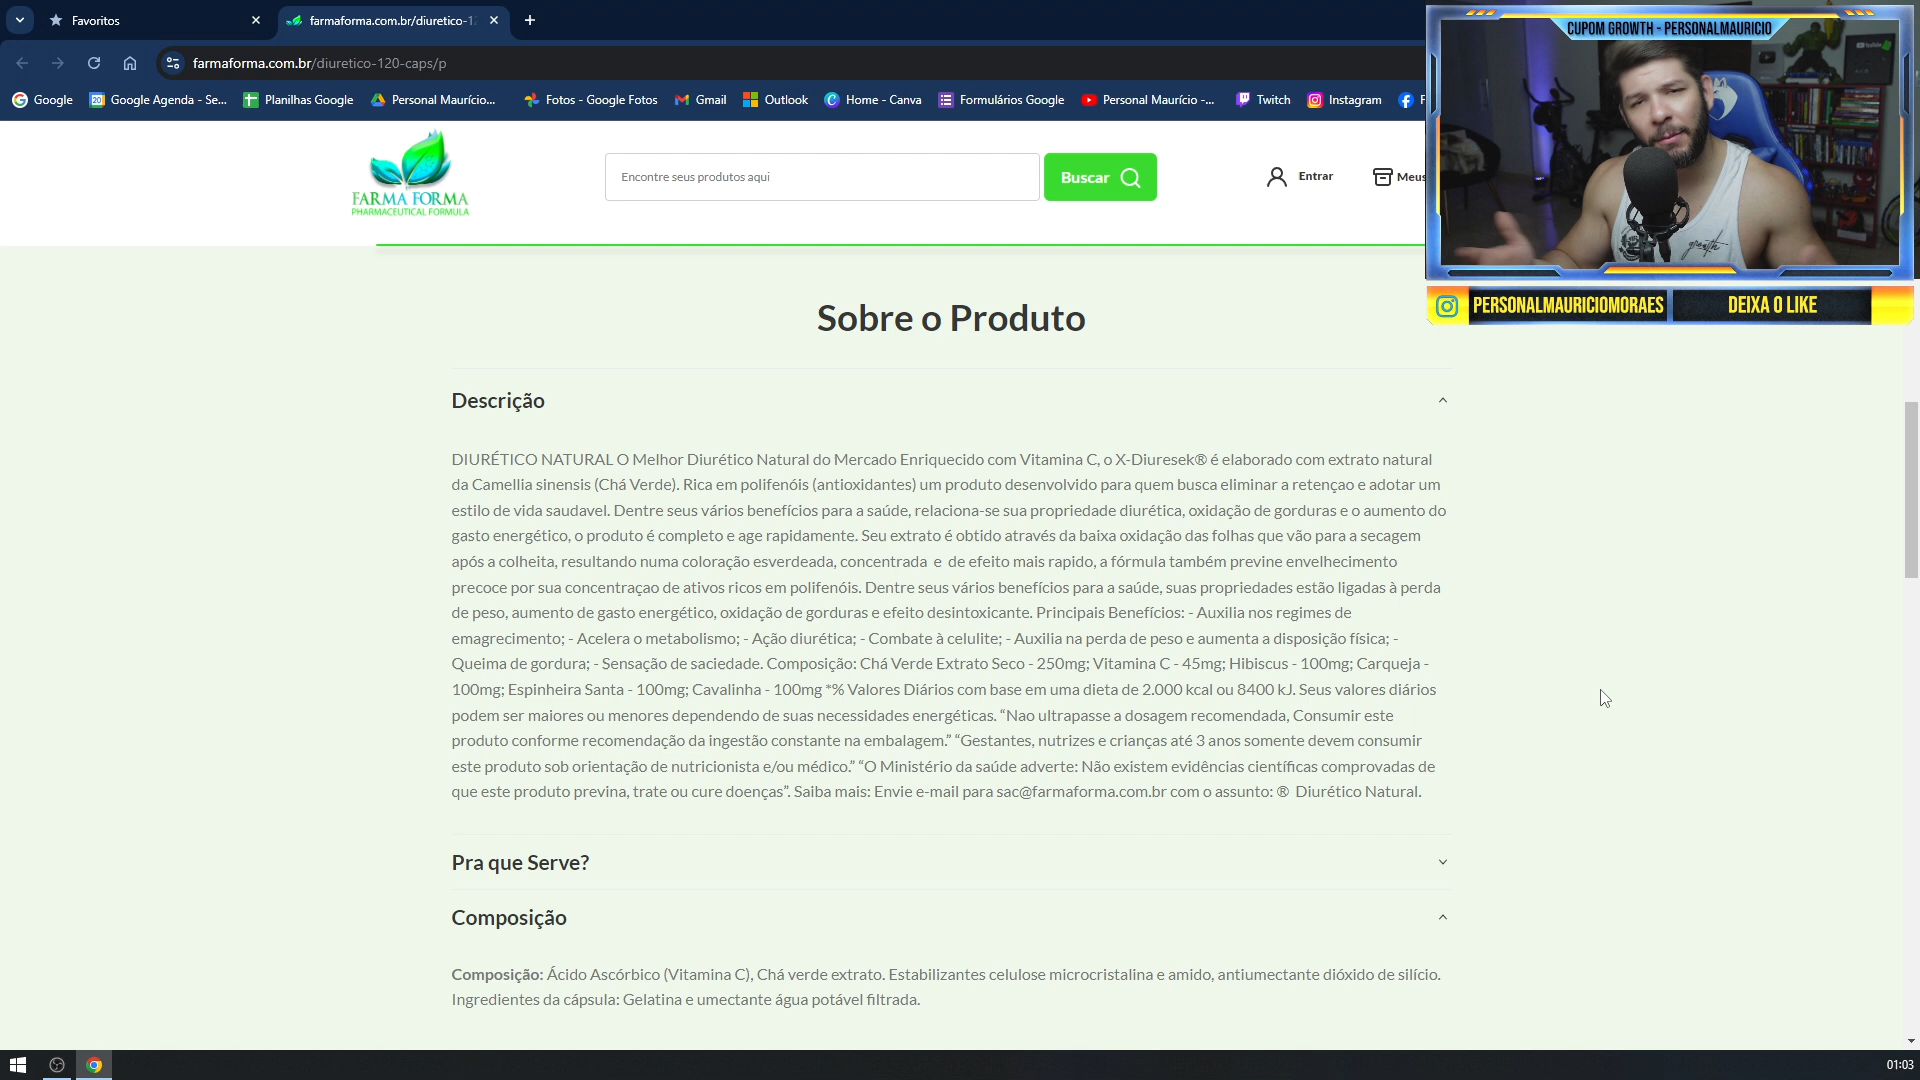 Favoritos
farmaforma.com.br/diuretico-12
farmaforma.com.br/diuretico-120-caps/p
Google
Google Agenda - Se...
Planilhas Google
Personal Maurício...
Fotos - Google Fotos
Gmail
Outlook
Home - Canva
Formulários Google
Personal Maurício -...
Twitch
Instagram
CUPOM GROWTH - PERSONALMAURICIO
growth
PERSONALMAURICIOMORAES
DEIXA O LIKE
FARMA FORMA
PHARMACEUTICAL FORMULA
Encontre seus produtos aqui
Buscar
Entrar
Meus
Sobre o Produto
Descrição
DIURÉTICO NATURAL O Melhor Diurético Natural do Mercado Enriquecido com Vitamina C, o X-Diuresek® é elaborado com extrato natural
da Camellia sinensis (Chá Verde). Rica em polifenóis (antioxidantes) um produto desenvolvido para quem busca eliminar a retençao e adotar um
estilo de vida saudavel. Dentre seus vários benefícios para a saúde, relaciona-se sua propriedade diurética, oxidação de gorduras e o aumento do
gasto energético, o produto é completo e age rapidamente. Seu extrato é obtido através da baixa oxidação das folhas que vão para a secagem
após a colheita, resultando numa coloração esverdeada, concentrada e de efeito mais rapido, a fórmula também previne envelhecimento
precoce por sua concentraçao de ativos ricos em polifenóis. Dentre seus vários benefícios para a saúde, suas propriedades estão ligadas à perda
de peso, aumento de gasto energético, oxidação de gorduras e efeito desintoxicante. Principais Benefícios: - Auxilia nos regimes de
emagrecimento; - Acelera o metabolismo; - Ação diurética; - Combate à celulite; - Auxilia na perda de peso e aumenta a disposição física; -
Queima de gordura; - Sensação de saciedade. Composição: Chá Verde Extrato Seco - 250mg; Vitamina C - 45mg; Hibiscus - 100mg; Carqueja -
100mg; Espinheira Santa - 100mg; Cavalinha - 100mg *% Valores Diários com base em uma dieta de 2.000 kcal ou 8400 kJ. Seus valores diários
podem ser maiores ou menores dependendo de suas necessidades energéticas. “Nao ultrapasse a dosagem recomendada, Consumir este
produto conforme recomendação da ingestão constante na embalagem.” “Gestantes, nutrizes e crianças até 3 anos somente devem consumir
este produto sob orientação de nutricionista e/ou médico.” “O Ministério da saúde adverte: Não existem evidências científicas comprovadas de
que este produto previna, trate ou cure doenças”. Saiba mais: Envie e-mail para sac@farmaforma.com.br com o assunto: ® Diurético Natural.
Pra que Serve?
Composição
Composição: Ácido Ascórbico (Vitamina C), Chá verde extrato. Estabilizantes celulose microcristalina e amido, antiumectante dióxido de silício.
Ingredientes da cápsula: Gelatina e umectante água potável filtrada.
01:03